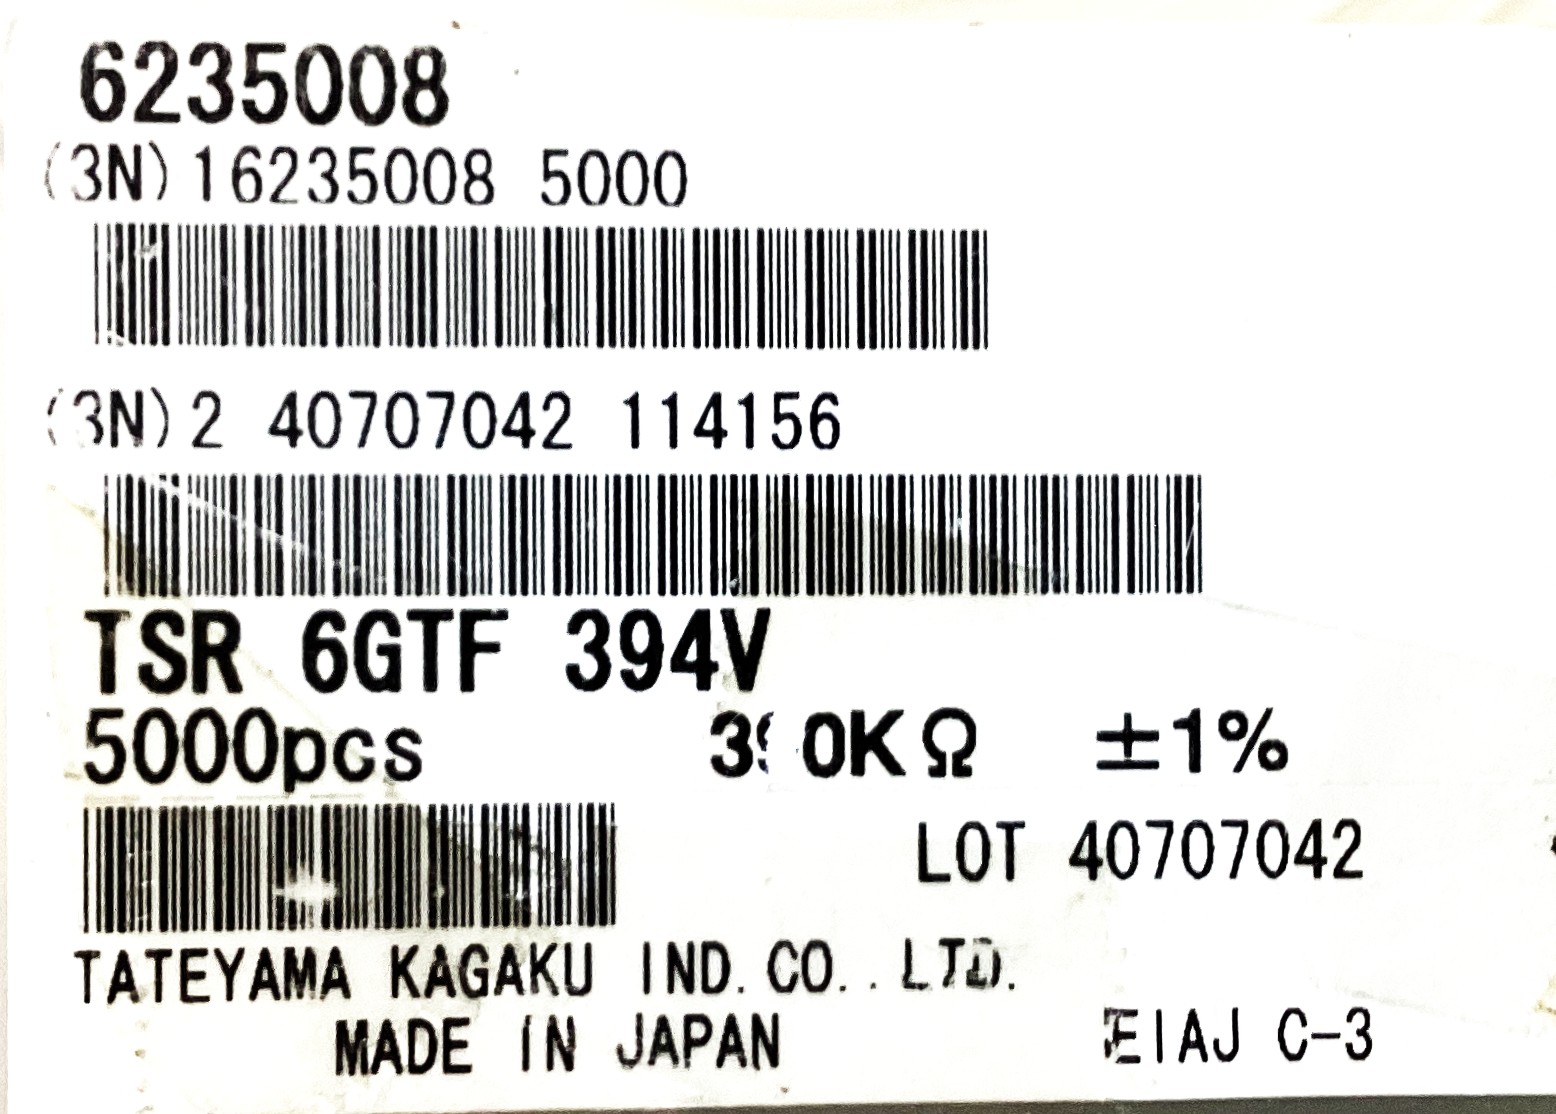 6235008
(3N)16235008 5000
(3N)2 40707042 114156
TSR 6GTF 394V
5000pcs 390KΩ ±1%
LOT 40707042
TATEYAMA KAGAKU IND.CO..LTD.
MADE IN JAPAN EIAJ C-3